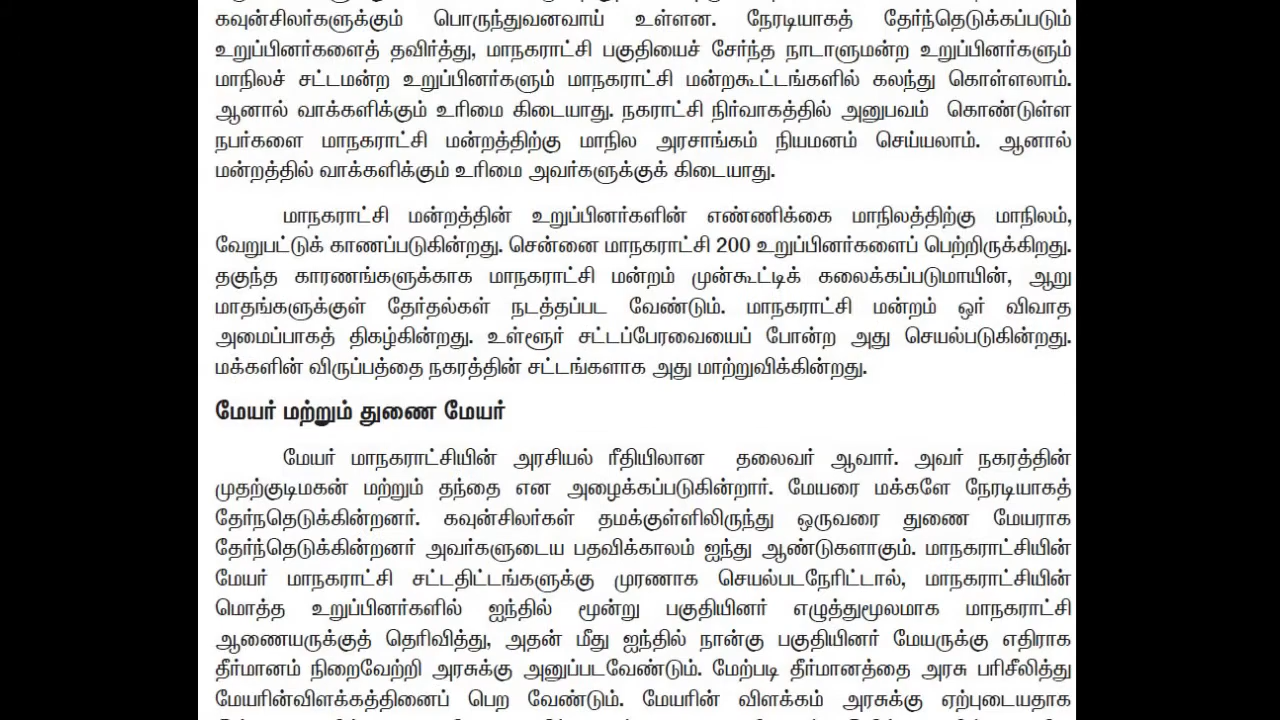 கவுன்சிலர்களுக்கும் பொருந்துவனவாய் உள்ளன. நேரடியாகத் தேர்ந்தெடுக்கப்படும்
உறுப்பினர்களைத் தவிர்த்து, மாநகராட்சி பகுதியைச் சேர்ந்த நாடாளுமன்ற உறுப்பினர்களும்
மாநிலச் சட்டமன்ற உறுப்பினர்களும் மாநகராட்சி மன்றகூட்டங்களில் கலந்து கொள்ளலாம்.
ஆனால் வாக்களிக்கும் உரிமை கிடையாது. நகராட்சி நிர்வாகத்தில் அனுபவம் கொண்டுள்ள
நபர்களை மாநகராட்சி மன்றத்திற்கு மாநில அரசாங்கம் நியமனம் செய்யலாம். ஆனால்
மன்றத்தில் வாக்களிக்கும் உரிமை அவர்களுக்குக் கிடையாது.
மாநகராட்சி மன்றத்தின் உறுப்பினர்களின் எண்ணிக்கை மாநிலத்திற்கு மாநிலம்,
வேறுபட்டுக் காணப்படுகின்றது. சென்னை மாநகராட்சி 200 உறுப்பினர்களைப் பெற்றிருக்கிறது.
தகுந்த காரணங்களுக்காக மாநகராட்சி மன்றம் முன்கூட்டிக் கலைக்கப்படுமாயின், ஆறு
மாதங்களுக்குள் தேர்தல்கள் நடத்தப்பட வேண்டும். மாநகராட்சி மன்றம் ஓர் விவாத
அமைப்பாகத் திகழ்கின்றது. உள்ளூர் சட்டப்பேரவையைப் போன்ற அது செயல்படுகின்றது.
மக்களின் விருப்பத்தை நகரத்தின் சட்டங்களாக அது மாற்றுவிக்கின்றது.
மேயர் மற்றும் துணை மேயர்
மேயர் மாநகராட்சியின் அரசியல் ரீதியிலான தலைவர் ஆவார். அவர் நகரத்தின்
முதற்குடிமகன் மற்றும் தந்தை என அழைக்கப்படுகின்றார். மேயரை மக்களே நேரடியாகத்
தேர்நதெடுக்கின்றனர். கவுன்சிலர்கள் தமக்குள்ளிலிருந்து ஒருவரை துணை மேயராக
தேர்ந்தெடுக்கின்றனர் அவர்களுடைய பதவிக்காலம் ஐந்து ஆண்டுகளாகும். மாநகராட்சியின்
மேயர் மாநகராட்சி சட்டதிட்டங்களுக்கு முரணாக செயல்படநேரிட்டால், மாநகராட்சியின்
மொத்த உறுப்பினர்களில் ஐந்தில் மூன்று பகுதியினர் எழுத்துமூலமாக மாநகராட்சி
ஆணையருக்குத் தெரிவித்து, அதன் மீது ஐந்தில் நான்கு பகுதியினர் மேயருக்கு எதிராக
தீர்மானம் நிறைவேற்றி அரசுக்கு அனுப்படவேண்டும். மேற்படி தீர்மானத்தை அரசு பரிசீலித்து
மேயரின்விளக்கத்தினைப் பெற வேண்டும். மேயரின் விளக்கம் அரசுக்கு ஏற்புடையதாக